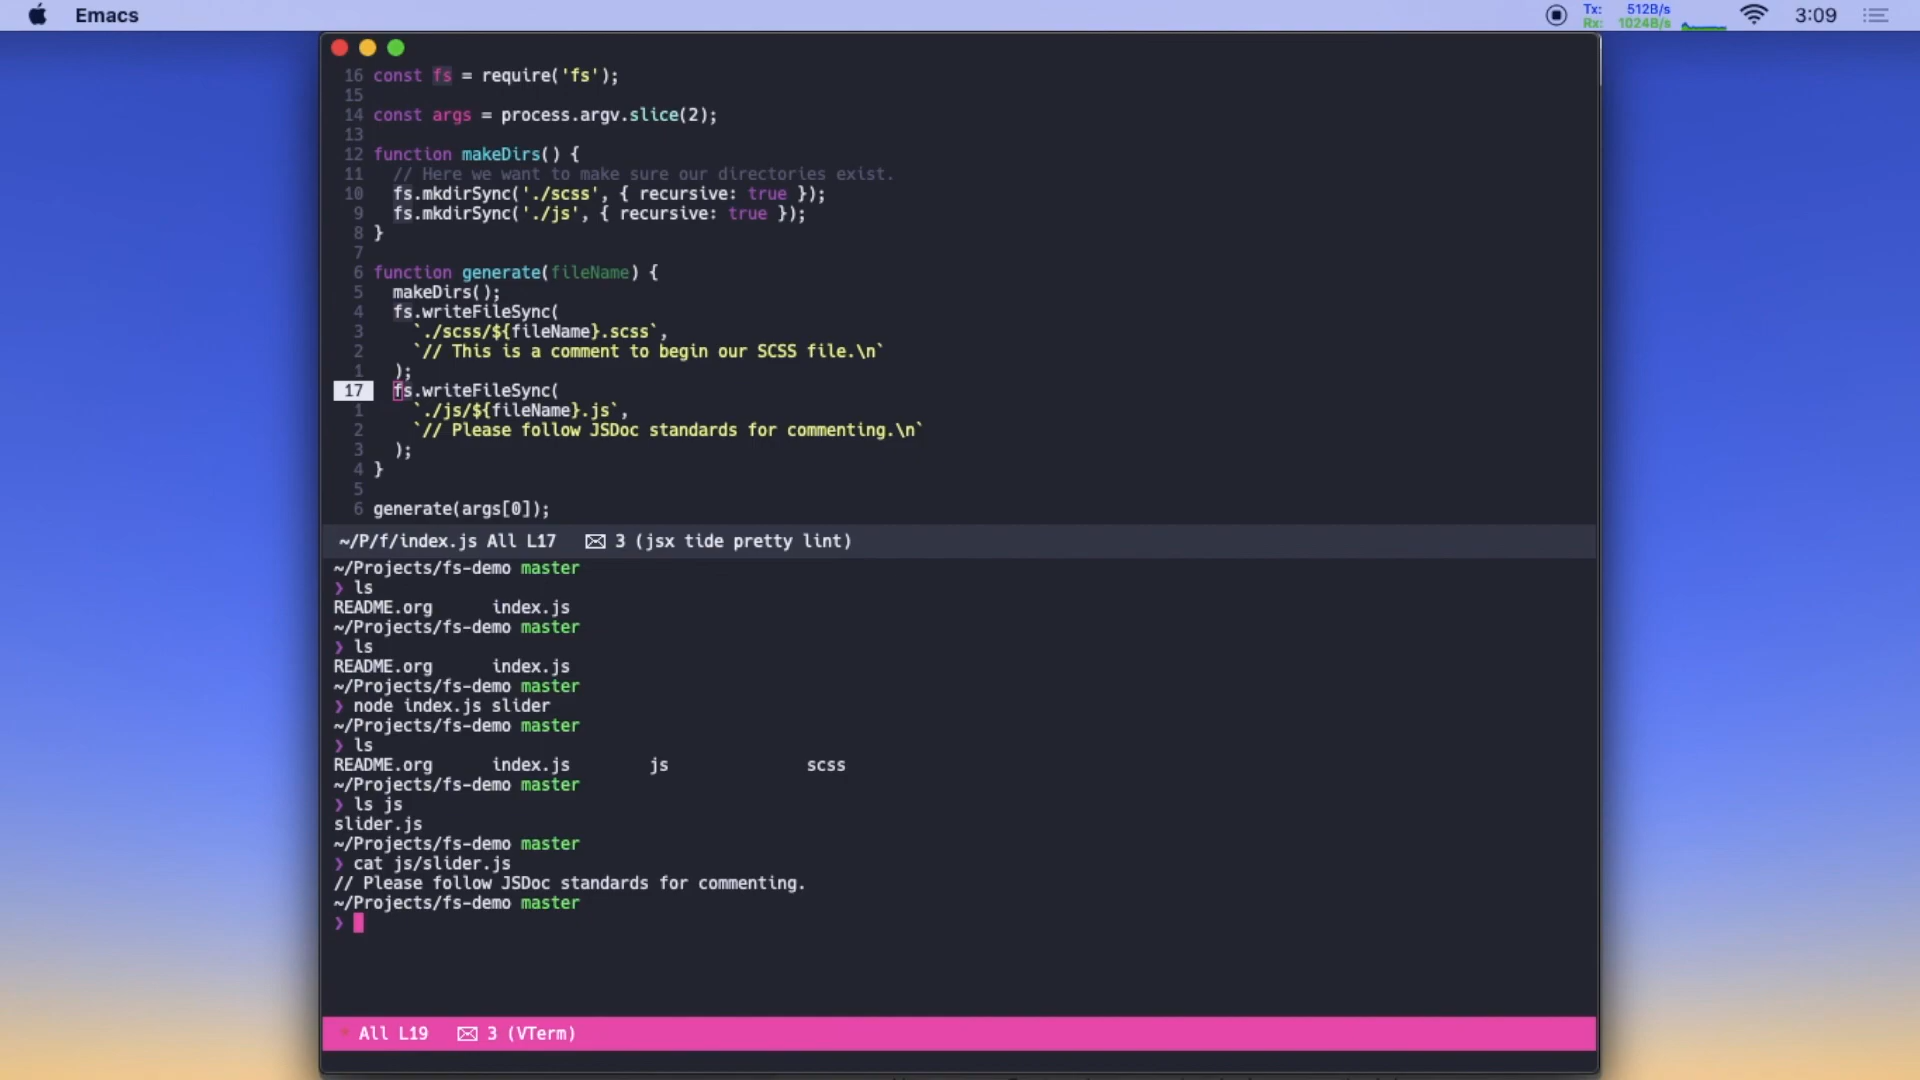 Emacs
Tx: 512B/s
Rx: 1024B/s
3:09
16 const fs = require('fs');
15
14 const args = process.argv.slice(2);
13
12 function makeDirs() {
11   // Here we want to make sure our directories exist.
10   fs.mkdirSync('./scss', { recursive: true });
9   fs.mkdirSync('./js', { recursive: true });
8 }
7
6 function generate(fileName) {
5   makeDirs();
4   fs.writeFileSync(
3     `./scss/${fileName}.scss`,
2     `// This is a comment to begin our SCSS file.\n`
1   );
17   fs.writeFileSync(
1     `./js/${fileName}.js`,
2     `// Please follow JSDoc standards for commenting.\n`
3   );
4 }
5
6 generate(args[0]);
~/P/f/index.js All L17 3 (jsx tide pretty lint)
~/Projects/fs-demo master
❯ ls
README.org      index.js
~/Projects/fs-demo master
❯ ls
README.org      index.js
~/Projects/fs-demo master
❯ node index.js slider
~/Projects/fs-demo master
❯ ls
README.org      index.js        js              scss
~/Projects/fs-demo master
❯ ls js
slider.js
~/Projects/fs-demo master
❯ cat js/slider.js
// Please follow JSDoc standards for commenting.
~/Projects/fs-demo master
❯
* All L19 3 (VTerm)